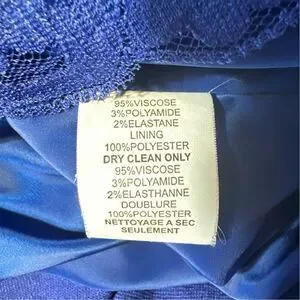 95%VISCOSE
3%POLYAMIDE
2%ELASTANE
LINING
100%POLYESTER
DRY CLEAN ONLY
95%VISCOSE
3%POLYAMIDE
2%ELASTHANNE
DOUBLURE
100%POLYESTER
NETTOYAGE A SEC
SEULEMENT